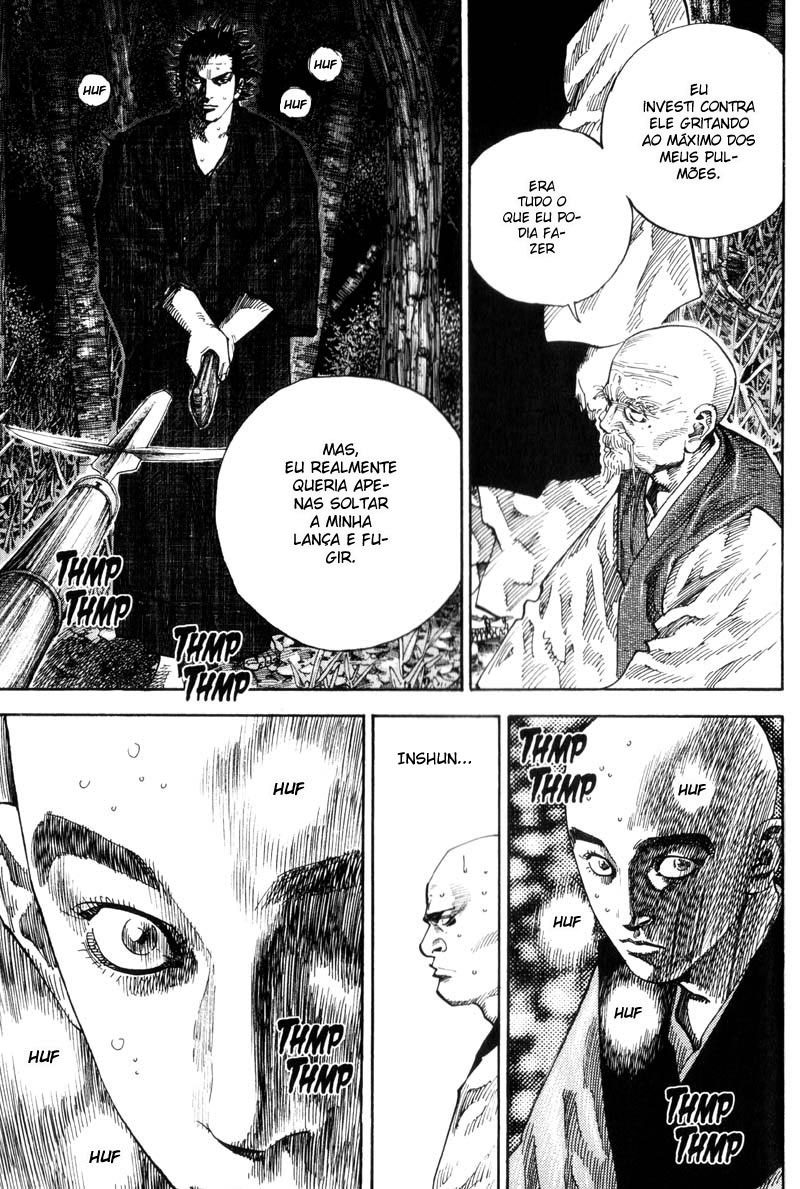 EU
INVESTI CONTRA
ELE GRITANDO
AO MÁXIMO DOS
MEUS PUL-
MÕES.
ERA
TUDO O
QUE EU PO-
DIA FA-
ZER
HUF
HUF
HUF
MAS,
EU REALMENTE
QUERIA APE-
NAS SOLTAR
A MINHA
LANÇA E FU-
GIR.
THMP
THMP
THMP
THMP
THMP
THMP
HUF
HUF
HUF
THMP
THMP
INSHUN...
HUF
HUF
THMP
THMP
HUF